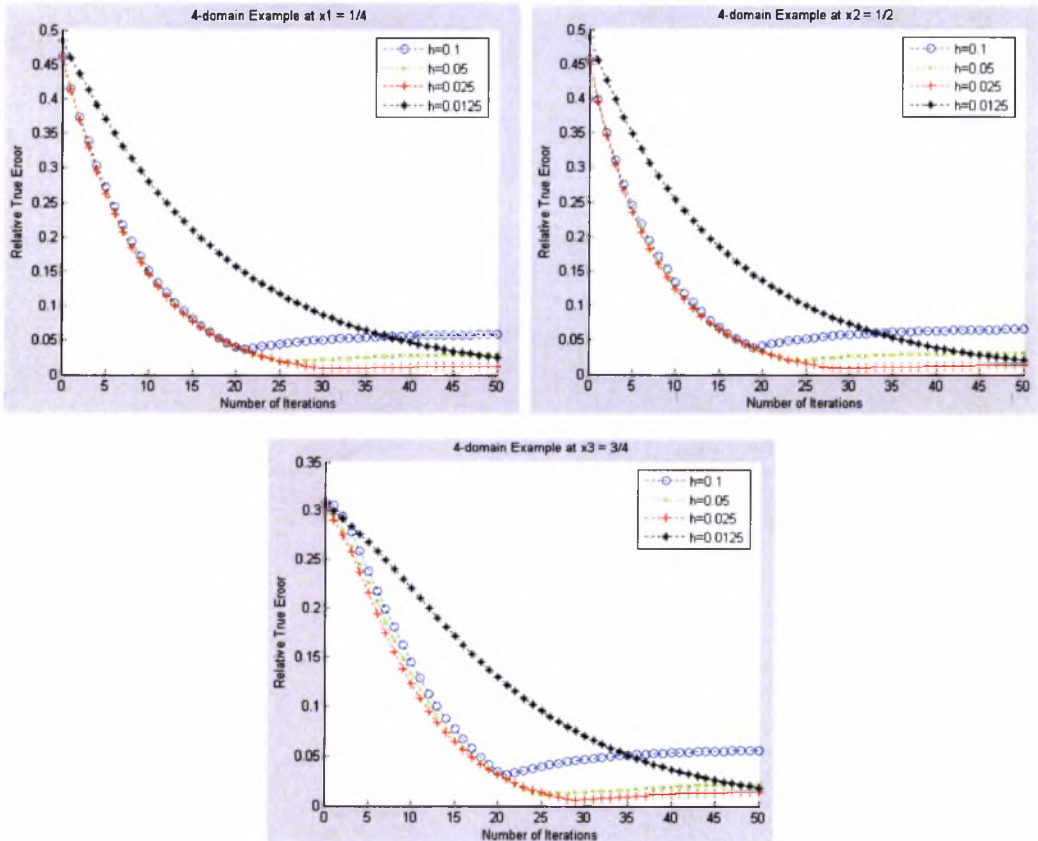 4-domain Example at x1 = 1/4
0.5
0.45
0.4
0.35
0.3
0.25
0.2
0.15
0.1
0.05
0
Relative True Eroor
h=0.1
h=0.05
h=0.025
h=0.0125
0 5 10 15 20 25 30 35 40 45 50
Number of Iterations
4-domain Example at x2 = 1/2
0.5
0.45
0.4
0.35
0.3
0.25
0.2
0.15
0.1
0.05
0
Relative True Eroor
h=0.1
h=0.05
h=0.025
h=0.0125
0 5 10 15 20 25 30 35 40 45 50
Number of Iterations
4-domain Example at x3 = 3/4
0.35
0.3
0.25
0.2
0.15
0.1
0.05
0
Relative True Eroor
h=0.1
h=0.05
h=0.025
h=0.0125
0 5 10 15 20 25 30 35 40 45 50
Number of Iterations